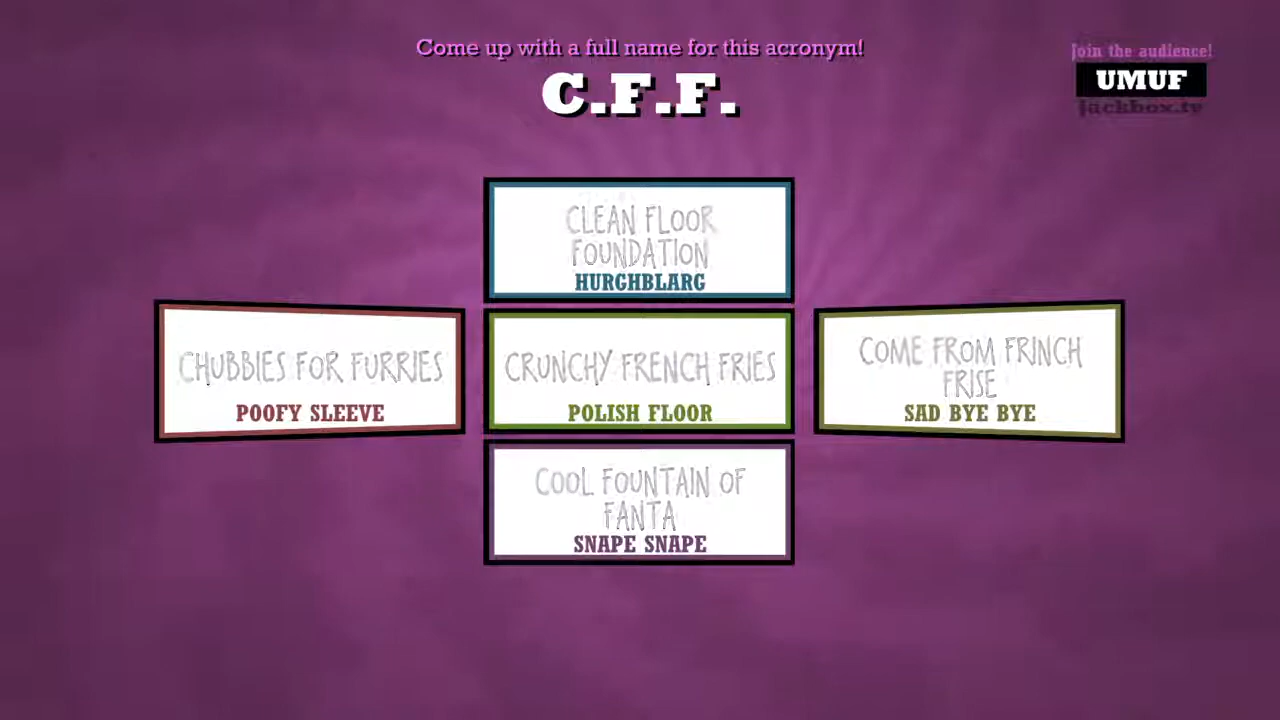 Come up with a full name for this acronym!
C.F.F.
Join the audience!
UMUF
jackbox.tv
CLEAN FLOOR
FOUNDATION
HURGHBLARG
CHUBBIES FOR FURRIES
POOFY SLEEVE
CRUNCHY FRENCH FRIES
POLISH FLOOR
COME FROM FRINCH
FRISE
SAD BYE BYE
COOL FOUNTAIN OF
FANTA
SNAPE SNAPE